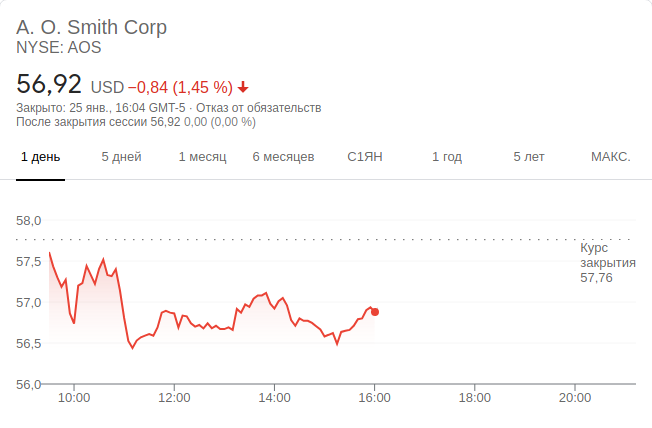 A. O. Smith Corp
NYSE: AOS
56,92 USD −0,84 (1,45 %)
Закрыто: 25 янв., 16:04 GMT-5 · Отказ от обязательств
После закрытия сессии 56,92 0,00 (0,00 %)
1 день 5 дней 1 месяц 6 месяцев С1ЯН 1 год 5 лет МАКС.
58,0
Курс
закрытия
57,76
57,5
57,0
56,5
56,0
10:00 12:00 14:00 16:00 18:00 20:00